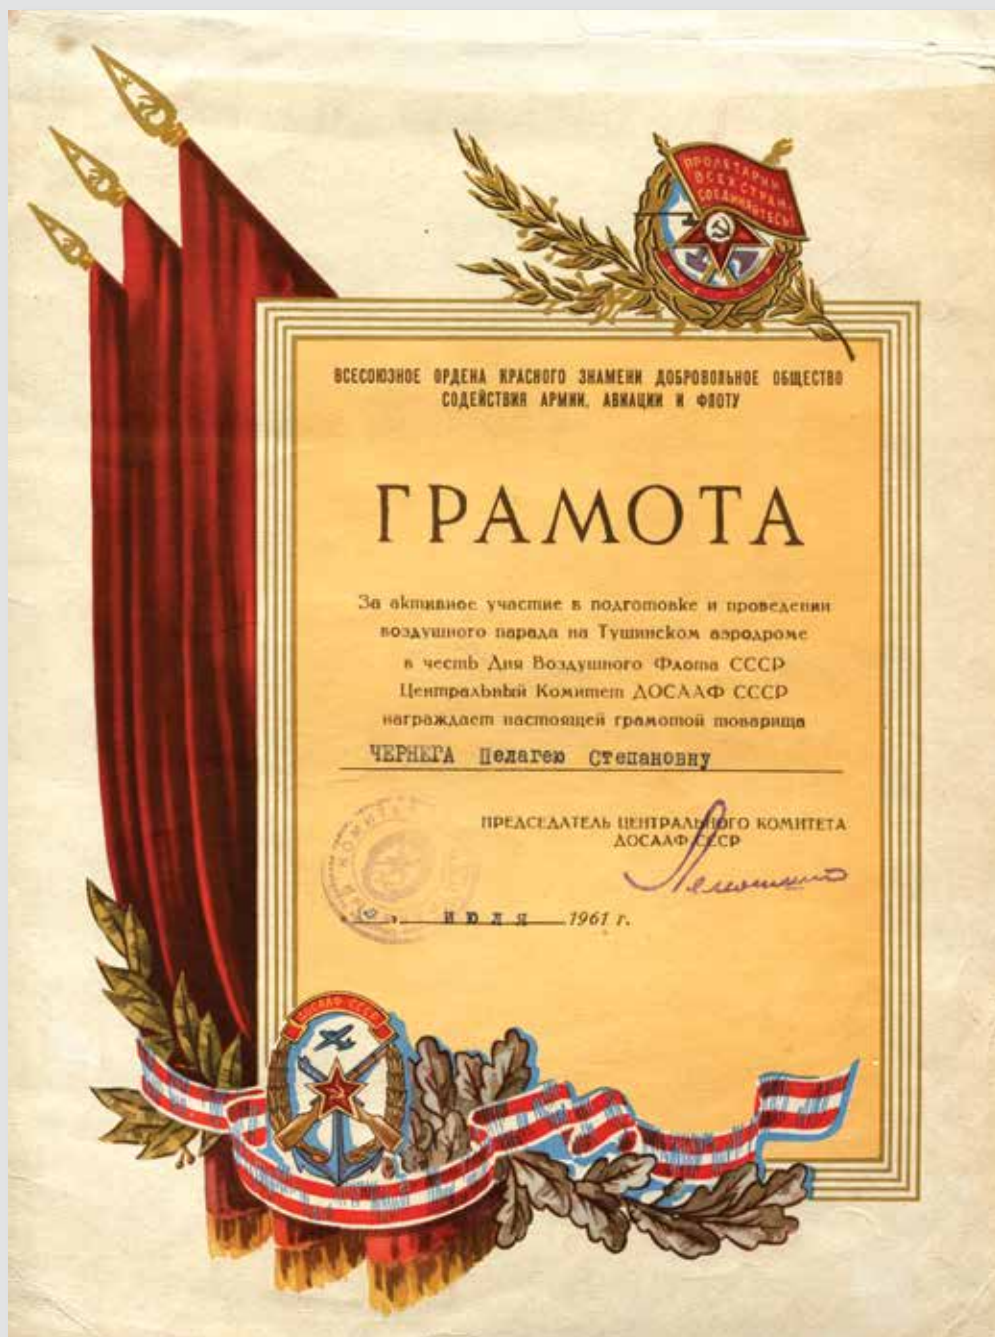 ПРОЛЕТАРИИ
ВСЕХ СТРАН,
СОЕДИНЯЙТЕСЬ!
ВСЕСОЮЗНОЕ ОРДЕНА КРАСНОГО ЗНАМЕНИ ДОБРОВОЛЬНОЕ ОБЩЕСТВО
СОДЕЙСТВИЯ АРМИИ, АВИАЦИИ И ФЛОТУ
ГРАМОТА
За активное участие в подготовке и проведении
воздушного парада на Тушинском аэродроме
в честь Дня Воздушного Флота СССР
Центральный Комитет ДОСААФ СССР
награждает настоящей грамотой товарища
ЧЕРНЕГА Пелагею Степановну
ПРЕДСЕДАТЕЛЬ ЦЕНТРАЛЬНОГО КОМИТЕТА
ДОСААФ СССР
КОМИТЕТ
июля 1961 г.
ДОСААФ СССР